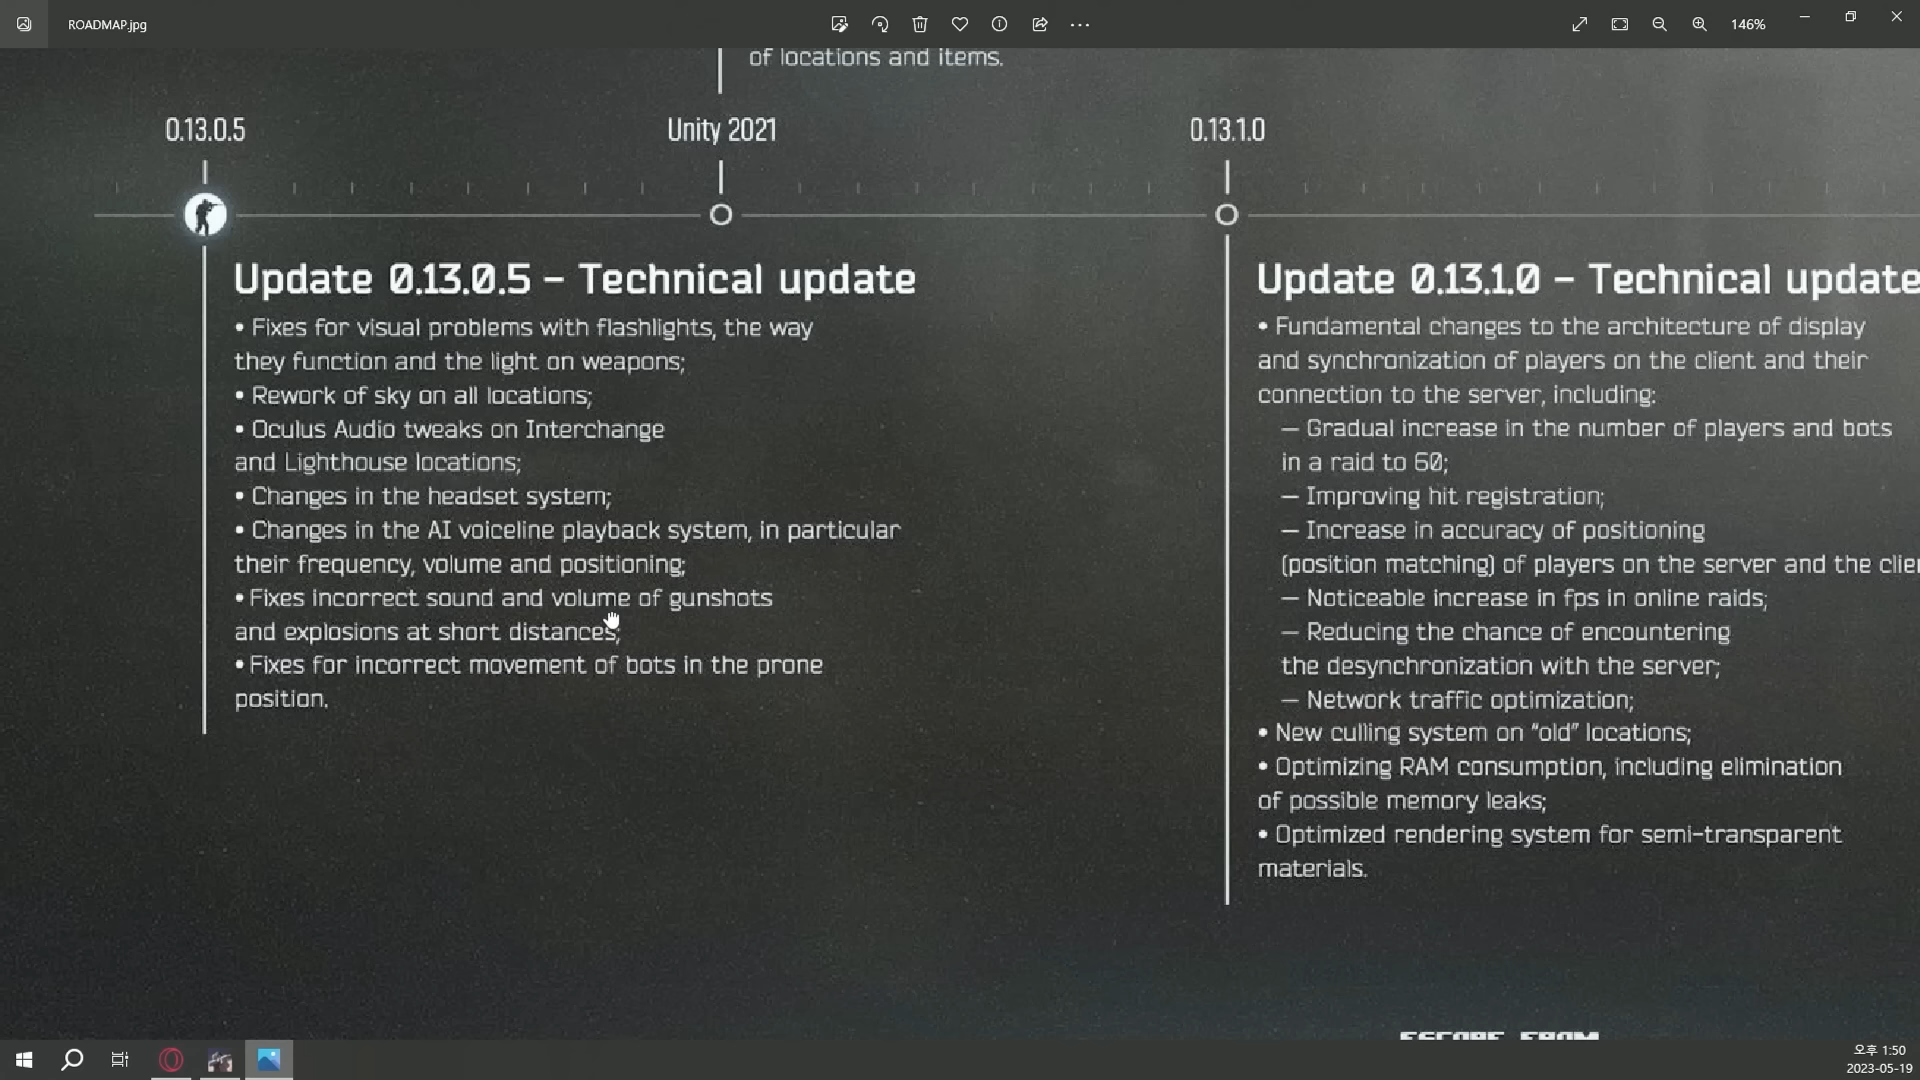 ROADMAP.jpg
146%
of locations and items.
0.13.0.5
Unity 2021
0.13.1.0
Update 0.13.0.5 – Technical update
• Fixes for visual problems with flashlights, the way
they function and the light on weapons;
• Rework of sky on all locations;
• Oculus Audio tweaks on Interchange
and Lighthouse locations;
• Changes in the headset system;
• Changes in the AI voiceline playback system, in particular
their frequency, volume and positioning;
• Fixes incorrect sound and volume of gunshots
and explosions at short distances;
• Fixes for incorrect movement of bots in the prone
position.
Update 0.13.1.0 – Technical update
• Fundamental changes to the architecture of display
and synchronization of players on the client and their
connection to the server, including:
— Gradual increase in the number of players and bots
in a raid to 60;
— Improving hit registration;
— Increase in accuracy of positioning
(position matching) of players on the server and the clien
— Noticeable increase in fps in online raids;
— Reducing the chance of encountering
the desynchronization with the server;
— Network traffic optimization;
• New culling system on “old” locations;
• Optimizing RAM consumption, including elimination
of possible memory leaks;
• Optimized rendering system for semi-transparent
materials.
ESCAPE FROM
오후 1:50
2023-05-19